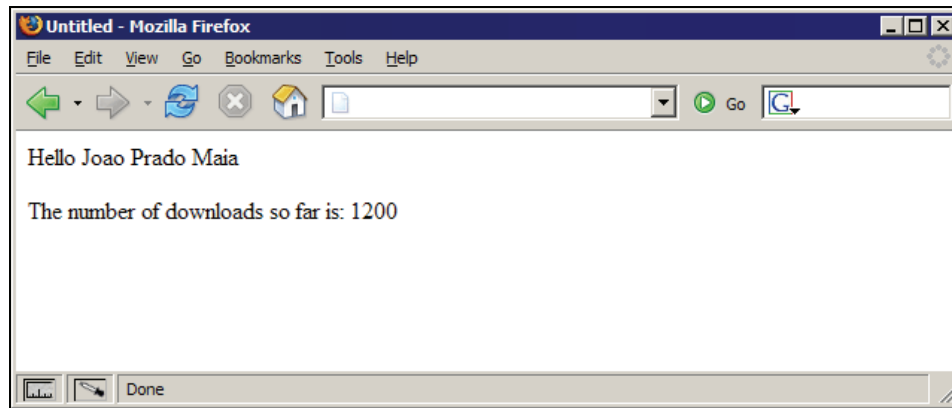 Untitled - Mozilla Firefox
File Edit View Go Bookmarks Tools Help
Go G
Hello Joao Prado Maia
The number of downloads so far is: 1200
Done